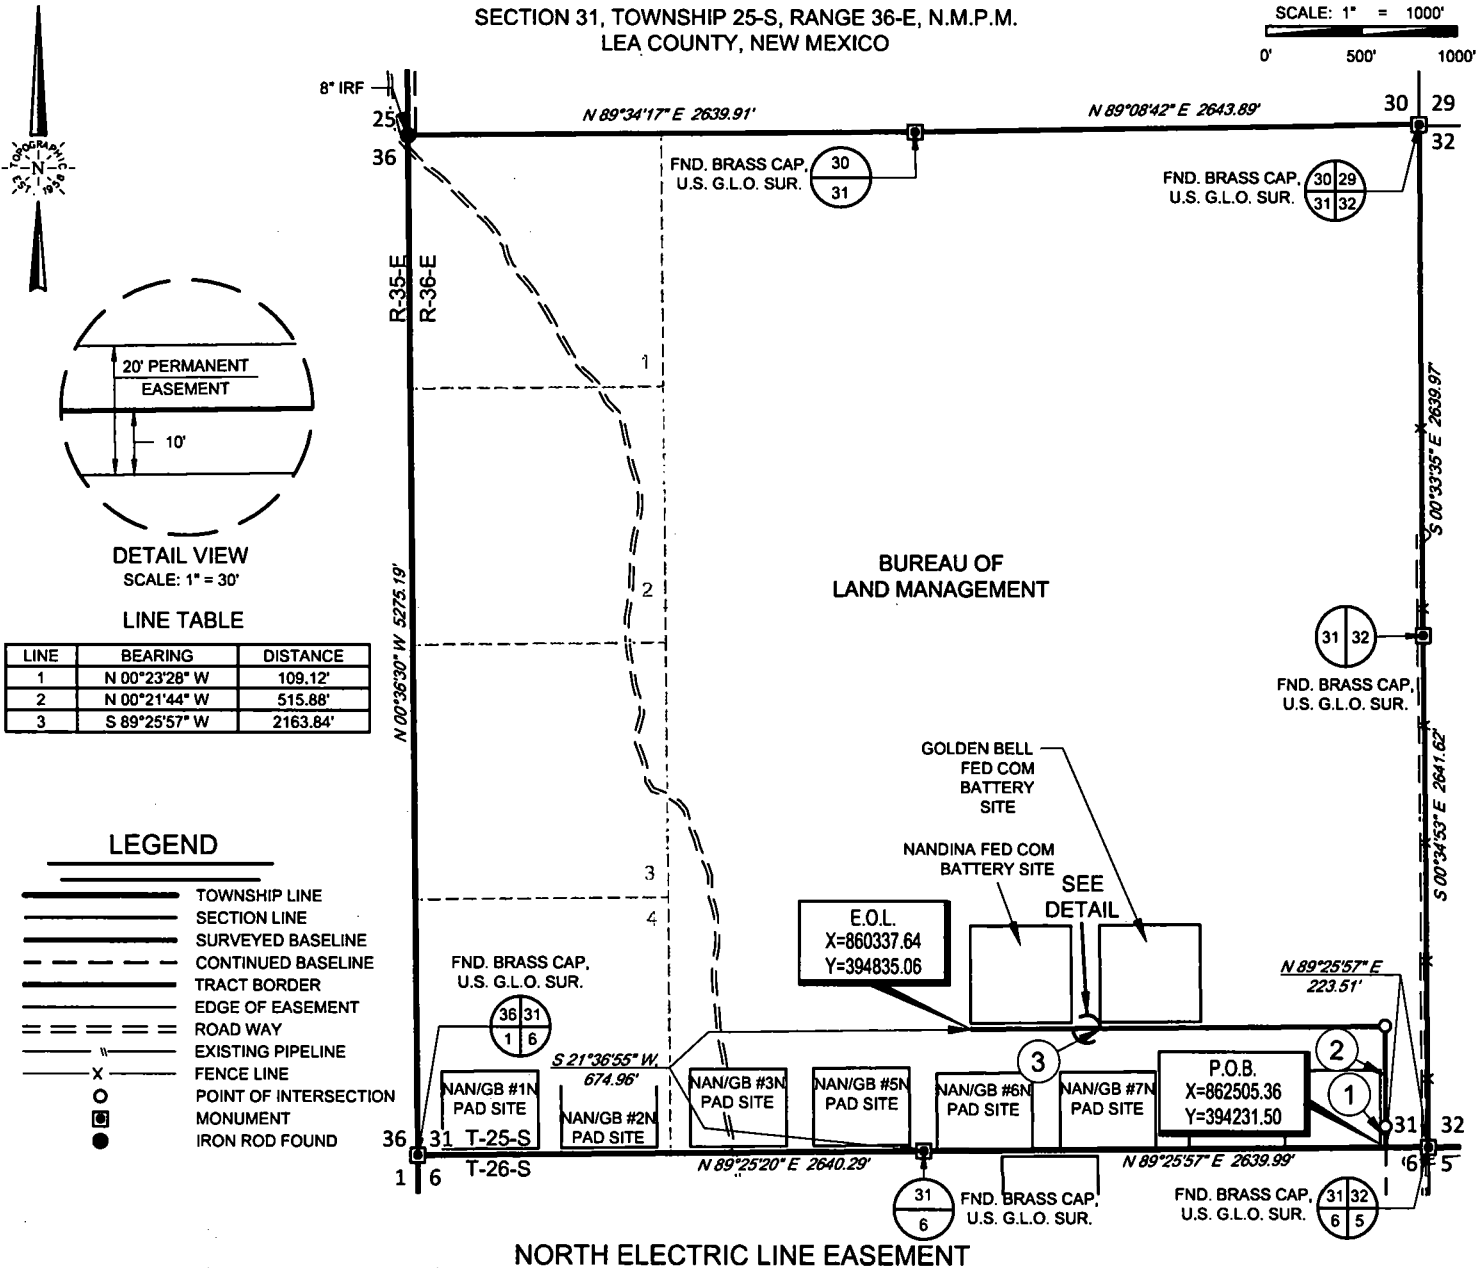 SECTION 31, TOWNSHIP 25-S, RANGE 36-E, N.M.P.M.
LEA COUNTY, NEW MEXICO
SCALE: 1" = 1000'
0' 500' 1000'
TOPOGRAPHIC
N
EST. 1958
8" IRF
25
36
N 89°34'17" E 2639.91'
N 89°08'42" E 2643.89'
30 29
32
FND. BRASS CAP,
U.S. G.L.O. SUR.
30
31
FND. BRASS CAP,
U.S. G.L.O. SUR.
30 29
31 32
R-35-E
R-36-E
20' PERMANENT
EASEMENT
10'
DETAIL VIEW
SCALE: 1" = 30'
1
2
3
4
S 00°33'35" E 2639.97'
N 00°36'30" W 5275.19'
BUREAU OF
LAND MANAGEMENT
31 32
FND. BRASS CAP,
U.S. G.L.O. SUR.
S 00°34'53" E 2641.62'
LINE TABLE
LINE BEARING DISTANCE
1 N 00°23'28" W 109.12'
2 N 00°21'44" W 515.88'
3 S 89°25'57" W 2163.84'
GOLDEN BELL
FED COM
BATTERY
SITE
NANDINA FED COM
BATTERY SITE
SEE
DETAIL
LEGEND
TOWNSHIP LINE
SECTION LINE
SURVEYED BASELINE
CONTINUED BASELINE
TRACT BORDER
EDGE OF EASEMENT
ROAD WAY
EXISTING PIPELINE
FENCE LINE
POINT OF INTERSECTION
MONUMENT
IRON ROD FOUND
E.O.L.
X=860337.64
Y=394835.06
N 89°25'57" E
223.51'
FND. BRASS CAP,
U.S. G.L.O. SUR.
36 31
1 6
S 21°36'55" W
674.96'
3
2
1
P.O.B.
X=862505.36
Y=394231.50
NAN/GB #1N
PAD SITE
NAN/GB #2N
PAD SITE
NAN/GB #3N
PAD SITE
NAN/GB #5N
PAD SITE
NAN/GB #6N
PAD SITE
NAN/GB #7N
PAD SITE
36 31 T-25-S
1 6 T-26-S
31 32
6 5
N 89°25'20" E 2640.29'
N 89°25'57" E 2639.99'
31
6
FND. BRASS CAP,
U.S. G.L.O. SUR.
FND. BRASS CAP,
U.S. G.L.O. SUR.
31 32
6 5
NORTH ELECTRIC LINE EASEMENT